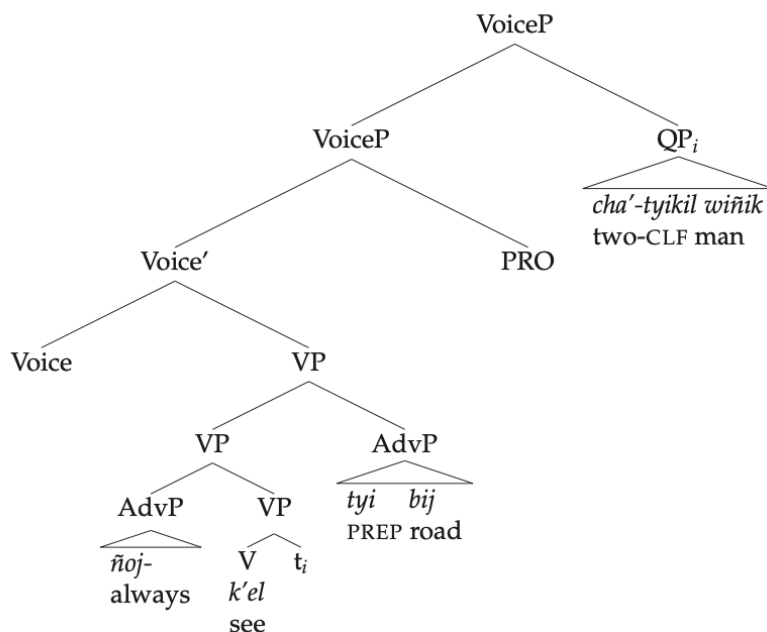 VoiceP
VoiceP QPᵢ
cha’-tyikil wiñik
two-CLF man
Voice′ PRO
Voice VP
VP AdvP
tyi bij
PREP road
AdvP VP
ñoj- V tᵢ
always k’el
see